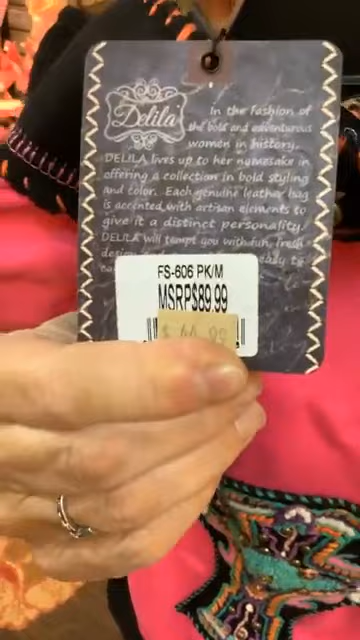 Delila
In the Fashion of
the bold and adventurous
women in history.
DELILA lives up to her namesake in
offering a collection in bold styling
and color. Each genuine leather bag
is accented with artisan elements to
give it a distinct personality.
DELILA will tempt you with fun, fresh
FS-606 PK/M
MSRP$89.99